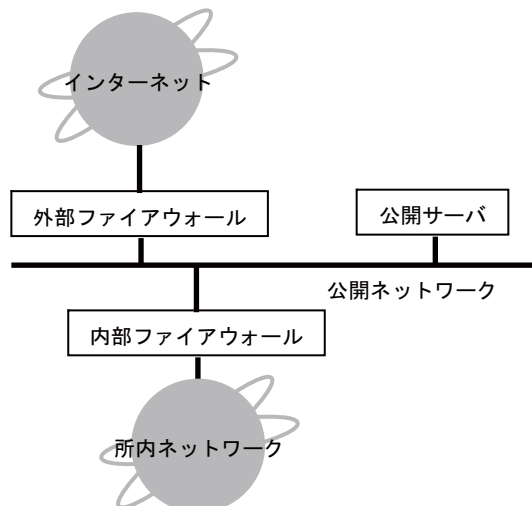 インターネット
外部ファイアウォール
公開サーバ
公開ネットワーク
内部ファイアウォール
所内ネットワーク